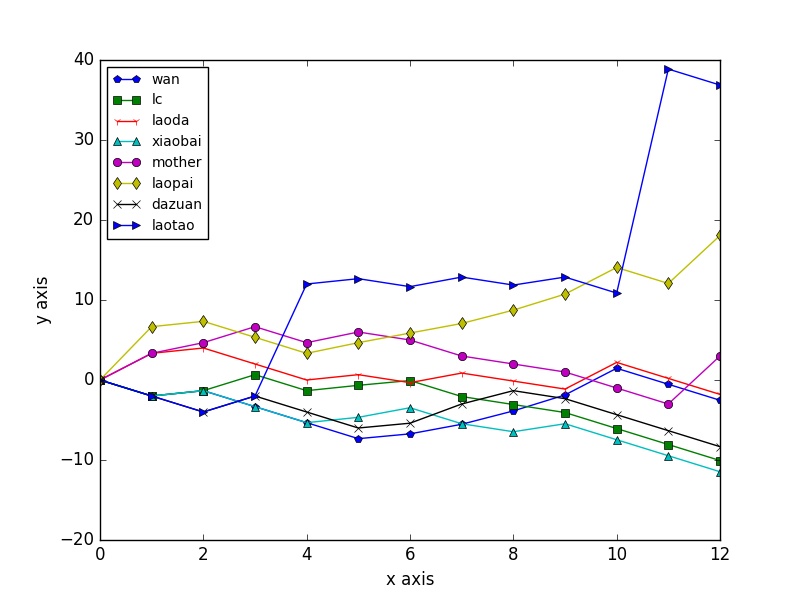 40
30
20
10
0
−10
−20
0 2 4 6 8 10 12
x axis
y axis
wan
lc
laoda
xiaobai
mother
laopai
dazuan
laotao